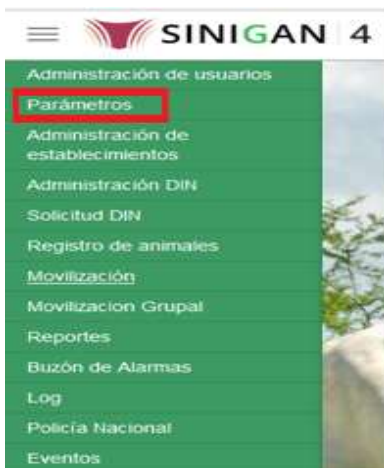 SINIGAN 4
Administración de usuarios
Parámetros
Administración de
establecimientos
Administración DIN
Solicitud DIN
Registro de animales
Movilización
Movilizacion Grupal
Reportes
Buzón de Alarmas
Log
Policía Nacional
Eventos